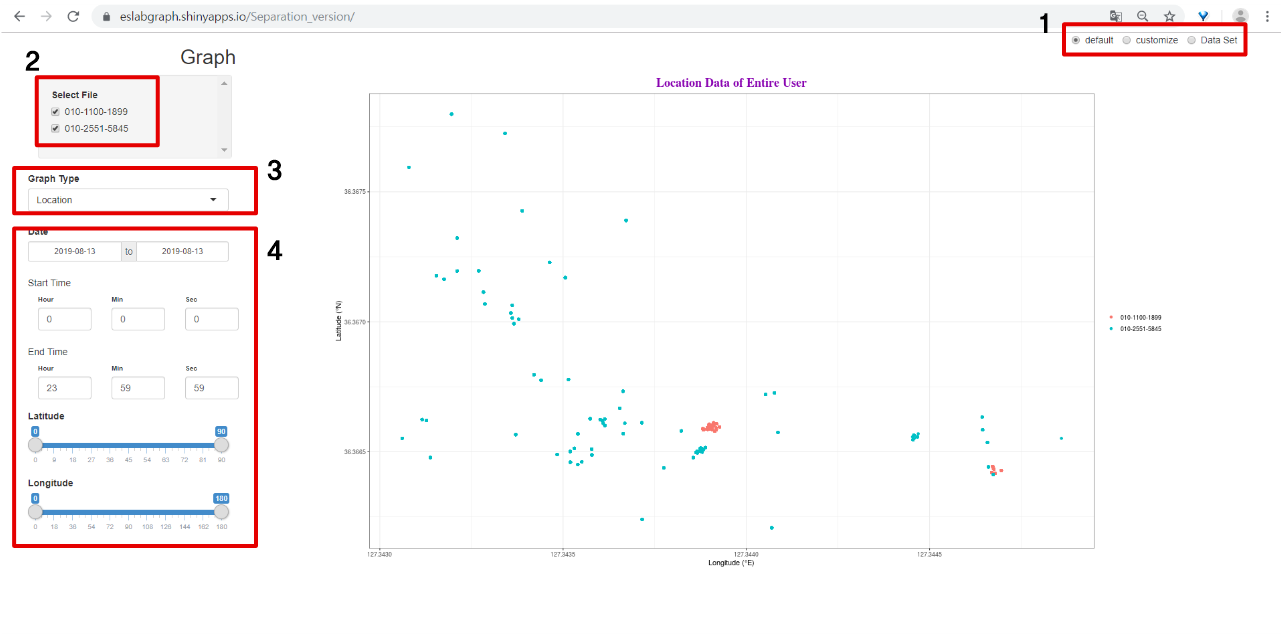 eslabgraph.shinyapps.io/Separation_version/
1
default customize Data Set
2
Graph
Select File
010-1100-1899
010-2551-5845
3
Graph Type
Location
4
Date
2019-08-13 to 2019-08-13
Start Time
Hour Min Sec
0 0 0
End Time
Hour Min Sec
23 59 59
Latitude
0 90
0 9 18 27 36 45 54 63 72 81 90
Longitude
0 180
0 18 36 54 72 90 108 126 144 162 180
Location Data of Entire User
36.3675
36.3670
36.3665
Latitude (°N)
127.3430 127.3435 127.3440 127.3445
Longitude (°E)
010-1100-1899
010-2551-5845